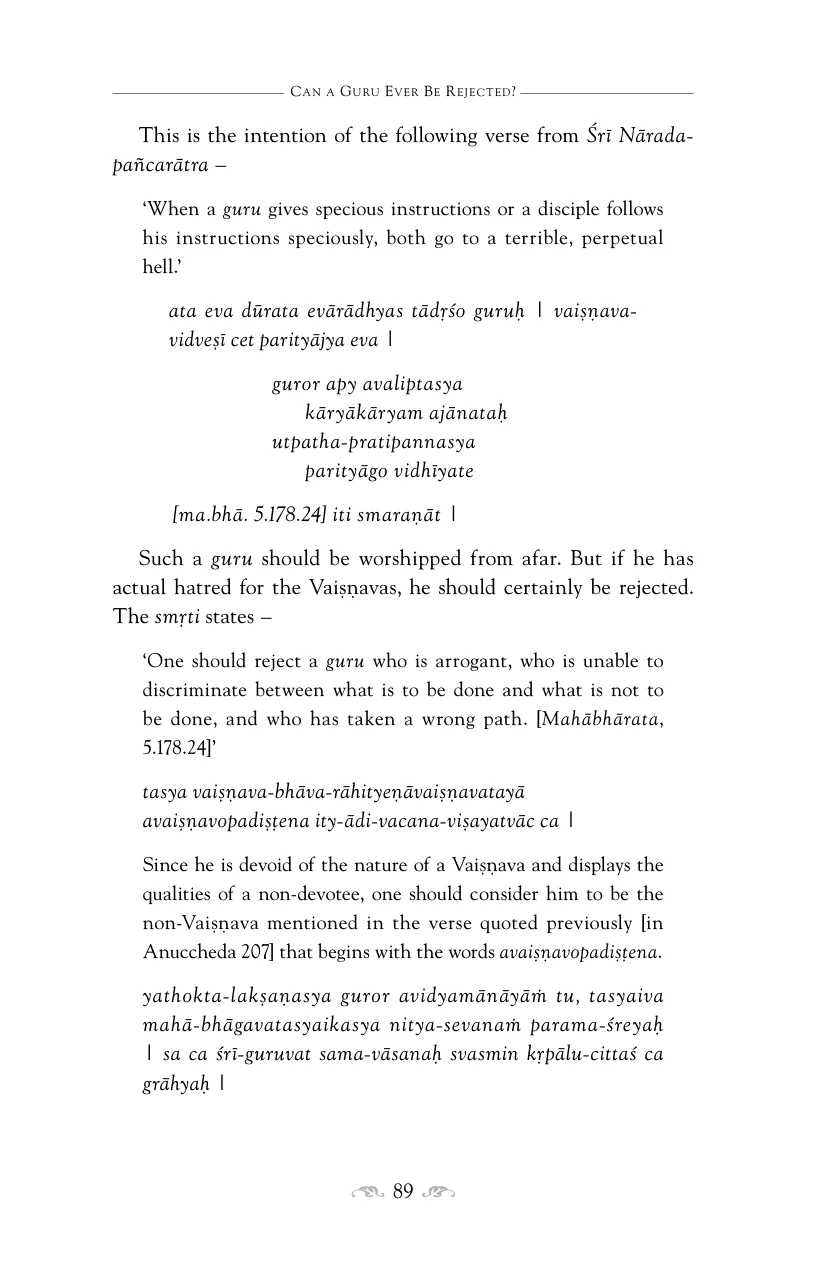 CAN A GURU EVER BE REJECTED?
This is the intention of the following verse from Śrī Nārada-
pañcarātra –
‘When a guru gives specious instructions or a disciple follows
his instructions speciously, both go to a terrible, perpetual
hell.’
ata eva dūrata evārādhyas tādṛśo guruḥ | vaiṣṇava-
vidveṣī cet parityājya eva |
guror apy avaliptasya
kāryākāryam ajānataḥ
utpatha-pratipannasya
parityāgo vidhīyate
[ma.bhā. 5.178.24] iti smaraṇāt |
Such a guru should be worshipped from afar. But if he has
actual hatred for the Vaiṣṇavas, he should certainly be rejected.
The smṛti states –
‘One should reject a guru who is arrogant, who is unable to
discriminate between what is to be done and what is not to
be done, and who has taken a wrong path. [Mahābhārata,
5.178.24]’
tasya vaiṣṇava-bhāva-rāhityeṇāvaiṣṇavatayā
avaiṣṇavopadiṣṭena ity-ādi-vacana-viṣayatvāc ca |
Since he is devoid of the nature of a Vaiṣṇava and displays the
qualities of a non-devotee, one should consider him to be the
non-Vaiṣṇava mentioned in the verse quoted previously [in
Anuccheda 207] that begins with the words avaiṣṇavopadiṣṭena.
yathokta-lakṣaṇasya guror avidyamānāyāṁ tu, tasyaiva
mahā-bhāgavatasyaikasya nitya-sevanaṁ parama-śreyaḥ
| sa ca śrī-guruvat sama-vāsanaḥ svasmin kṛpālu-cittaś ca
grāhyaḥ |
89